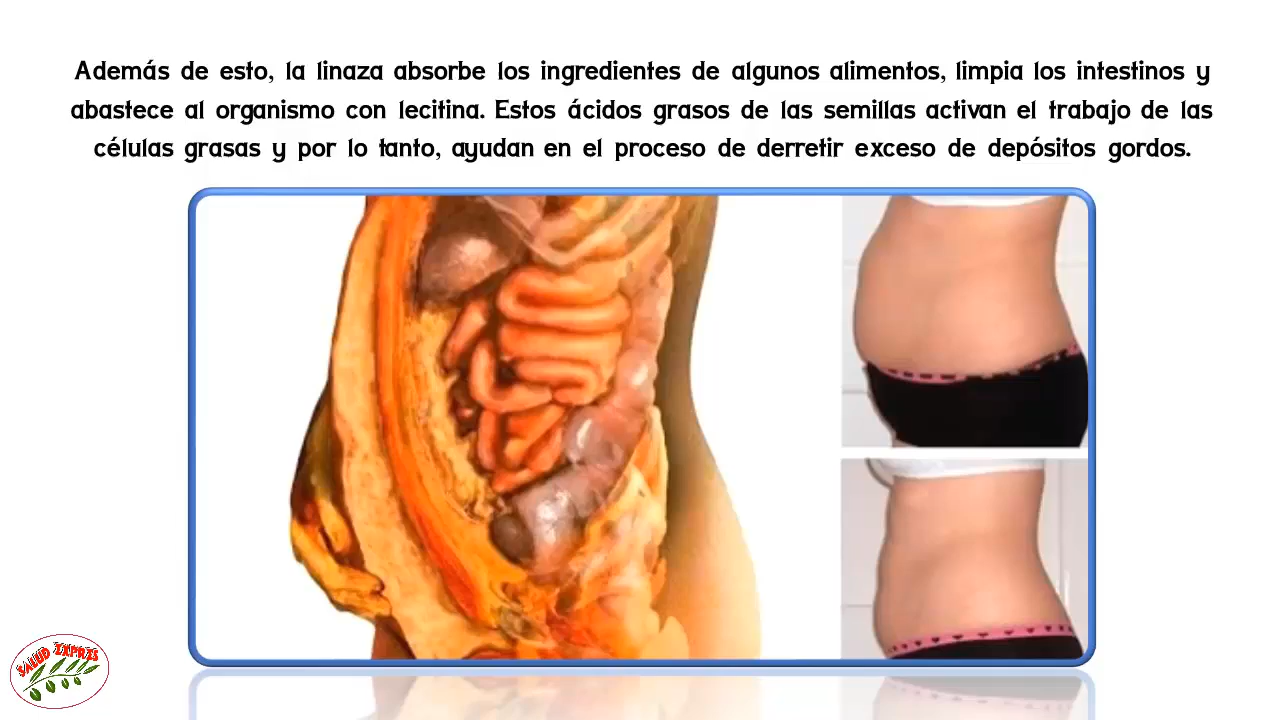 Además de esto, la linaza absorbe los ingredientes de algunos alimentos, limpia los intestinos y
abastece al organismo con lecitina. Estos ácidos grasos de las semillas activan el trabajo de las
células grasas y por lo tanto, ayudan en el proceso de derretir exceso de depósitos gordos.
SALUD EXPRIS